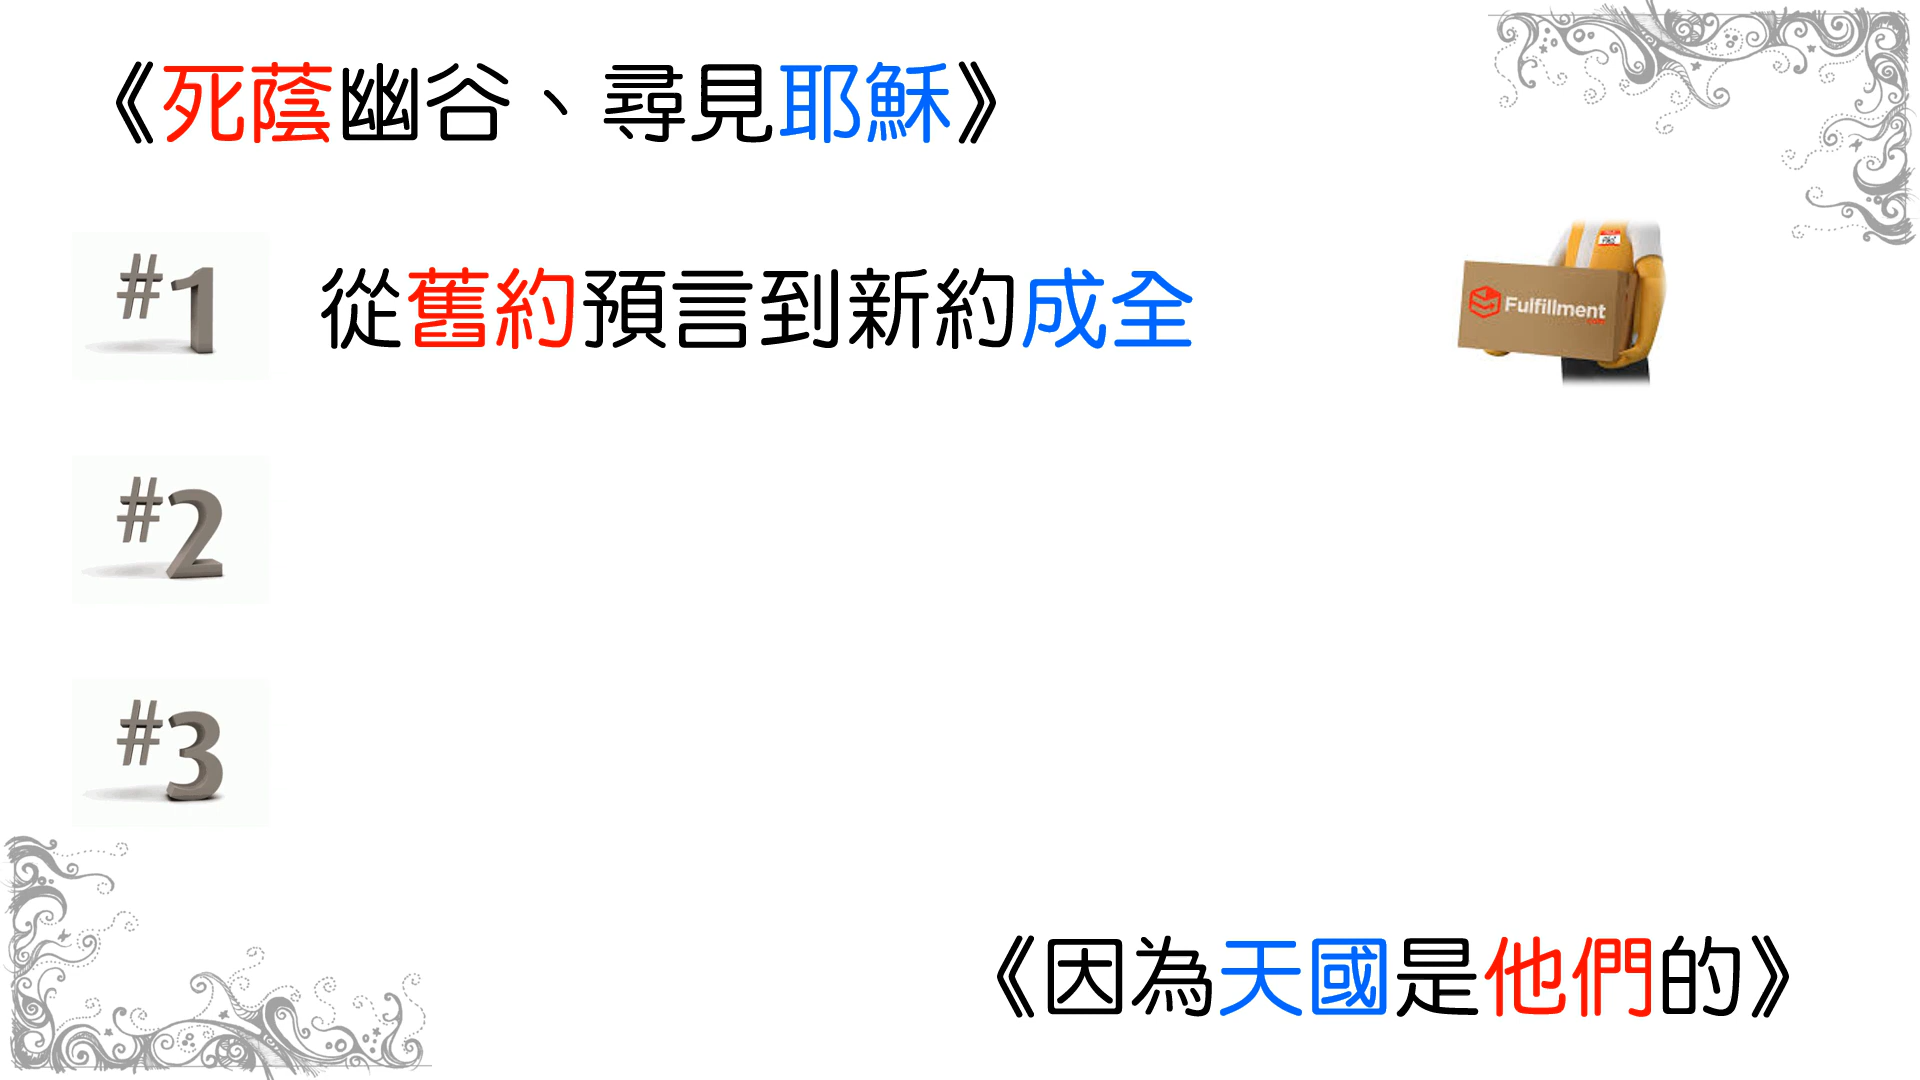 《死蔭幽谷、尋見耶穌》
#1 從舊約預言到新約成全
Fulfillment
#2
#3
《因為天國是他們的》